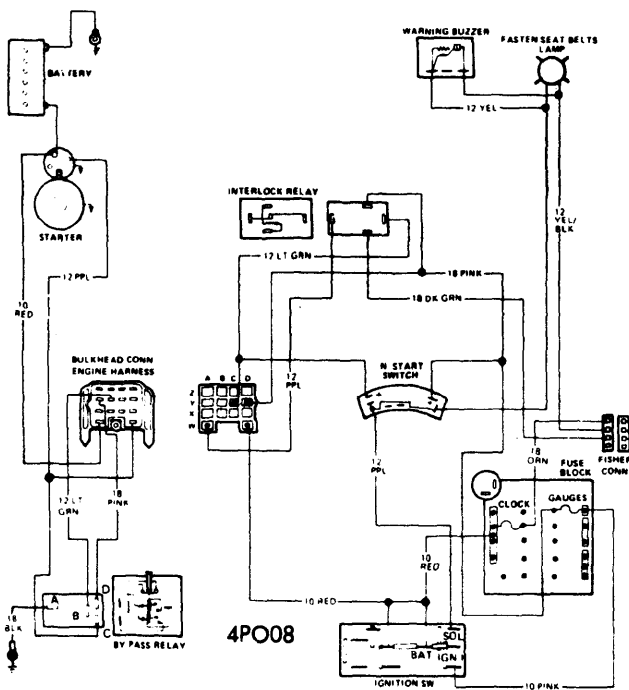 WARNING BUZZER
FASTEN SEAT BELTS
LAMP
BATTERY
12 YEL
INTERLOCK RELAY
STARTER
12
YEL/
BLK
12 LT GRN
18 PINK
12 PPL
10
RED
18 DK GRN
BULKHEAD CONN
ENGINE HARNESS
A B C D
12
PPL
N START
SWITCH
Z
Y
X
W
12
PPL
18
ORN
FUSE
BLOCK
FISHER
CONN
12 LT
GRN
18
PINK
CLOCK
GAUGES
10
RED
A
D
B
C
10 RED
18
BLK
BY PASS RELAY
4PO08
SOL
BAT
IGN I
IGNITION SW
10 PINK